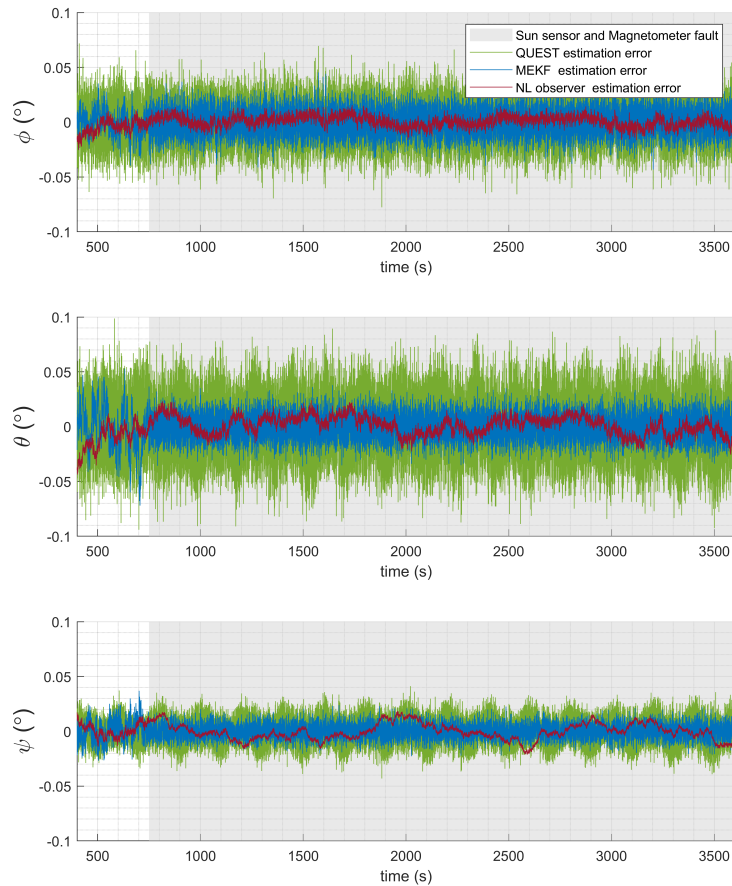 0.1
Sun sensor and Magnetometer fault
QUEST estimation error
MEKF estimation error
NL observer estimation error
0.05
0
-0.05
-0.1
ϕ (°)
500 1000 1500 2000 2500 3000 3500
time (s)
0.1
0.05
0
-0.05
-0.1
θ (°)
500 1000 1500 2000 2500 3000 3500
time (s)
0.1
0.05
0
-0.05
-0.1
ψ (°)
500 1000 1500 2000 2500 3000 3500
time (s)